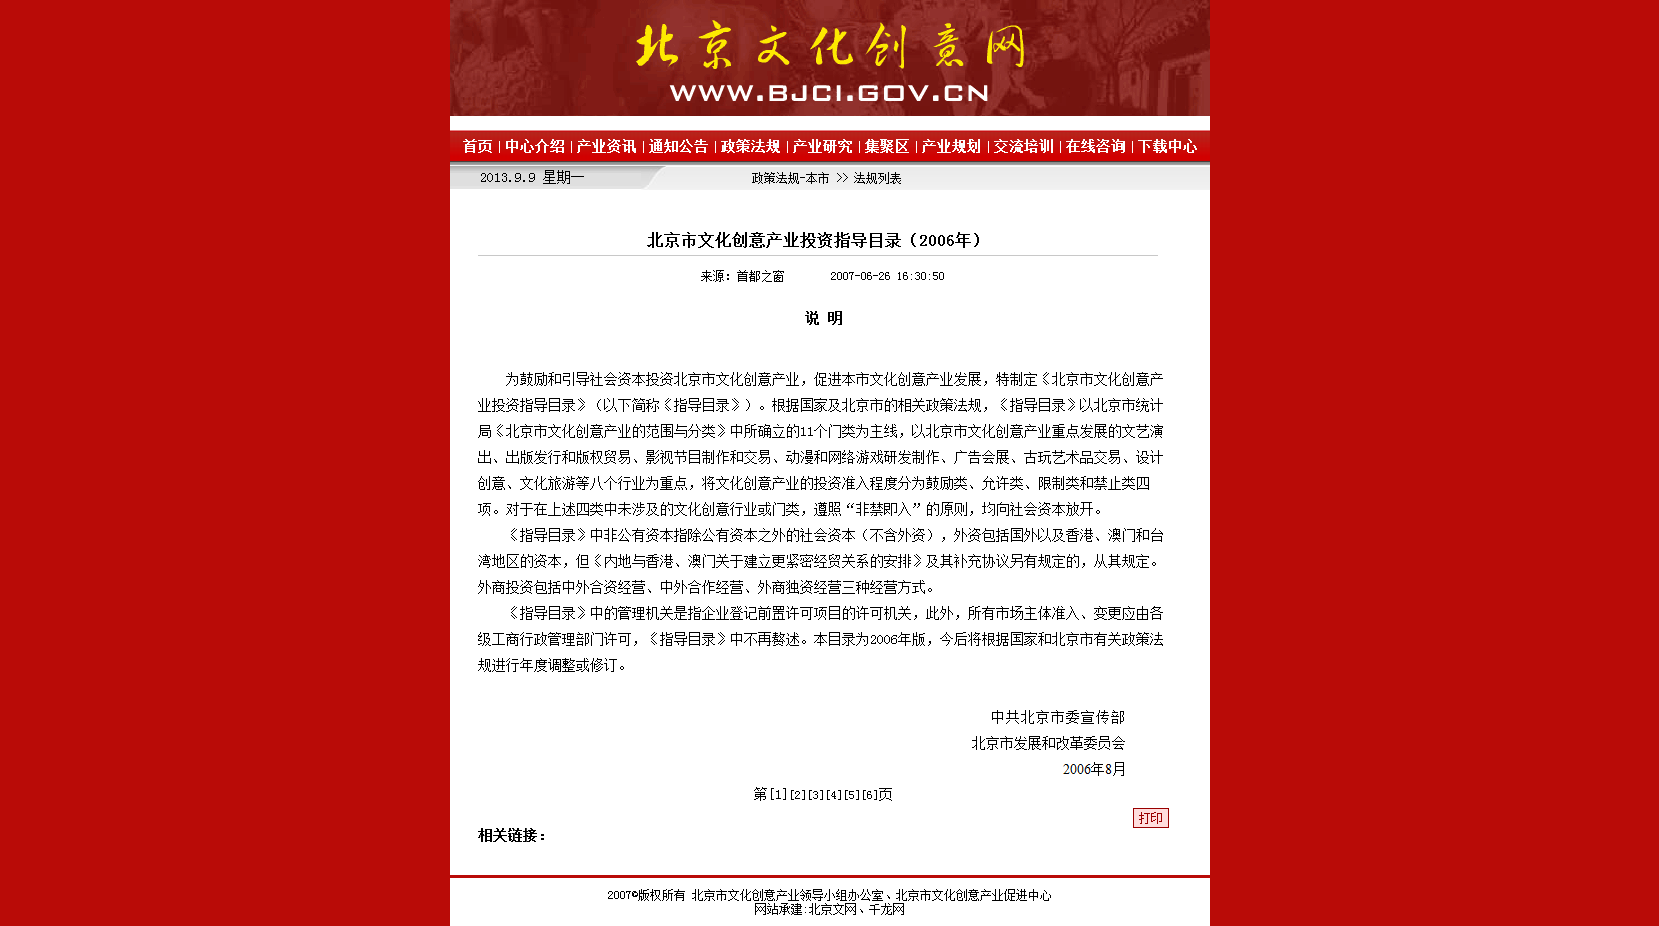 北京文化创意网
WWW.BJCI.GOV.CN
首页 | 中心介绍 | 产业资讯 | 通知公告 | 政策法规 | 产业研究 | 集聚区 | 产业规划 | 交流培训 | 在线咨询 | 下载中心
2013.9.9 星期一 政策法规-本市 >> 法规列表
北京市文化创意产业投资指导目录（2006年）
来源：首都之窗 2007-06-26 16:30:50
说 明
为鼓励和引导社会资本投资北京市文化创意产业，促进本市文化创意产业发展，特制定《北京市文化创意产
业投资指导目录》（以下简称《指导目录》）。根据国家及北京市的相关政策法规，《指导目录》以北京市统计
局《北京市文化创意产业的范围与分类》中所确立的11个门类为主线，以北京市文化创意产业重点发展的文艺演
出、出版发行和版权贸易、影视节目制作和交易、动漫和网络游戏研发制作、广告会展、古玩艺术品交易、设计
创意、文化旅游等八个行业为重点，将文化创意产业的投资准入程度分为鼓励类、允许类、限制类和禁止类四
项。对于在上述四类中未涉及的文化创意行业或门类，遵照“非禁即入”的原则，均向社会资本放开。
《指导目录》中非公有资本指除公有资本之外的社会资本（不含外资），外资包括国外以及香港、澳门和台
湾地区的资本，但《内地与香港、澳门关于建立更紧密经贸关系的安排》及其补充协议另有规定的，从其规定。
外商投资包括中外合资经营、中外合作经营、外商独资经营三种经营方式。
《指导目录》中的管理机关是指企业登记前置许可项目的许可机关，此外，所有市场主体准入、变更应由各
级工商行政管理部门许可，《指导目录》中不再赘述。本目录为2006年版，今后将根据国家和北京市有关政策法
规进行年度调整或修订。
中共北京市委宣传部
北京市发展和改革委员会
2006年8月
第[1][2][3][4][5][6]页
打印
相关链接：
2007©版权所有 北京市文化创意产业领导小组办公室、北京市文化创意产业促进中心
网站承建:北京文网、千龙网